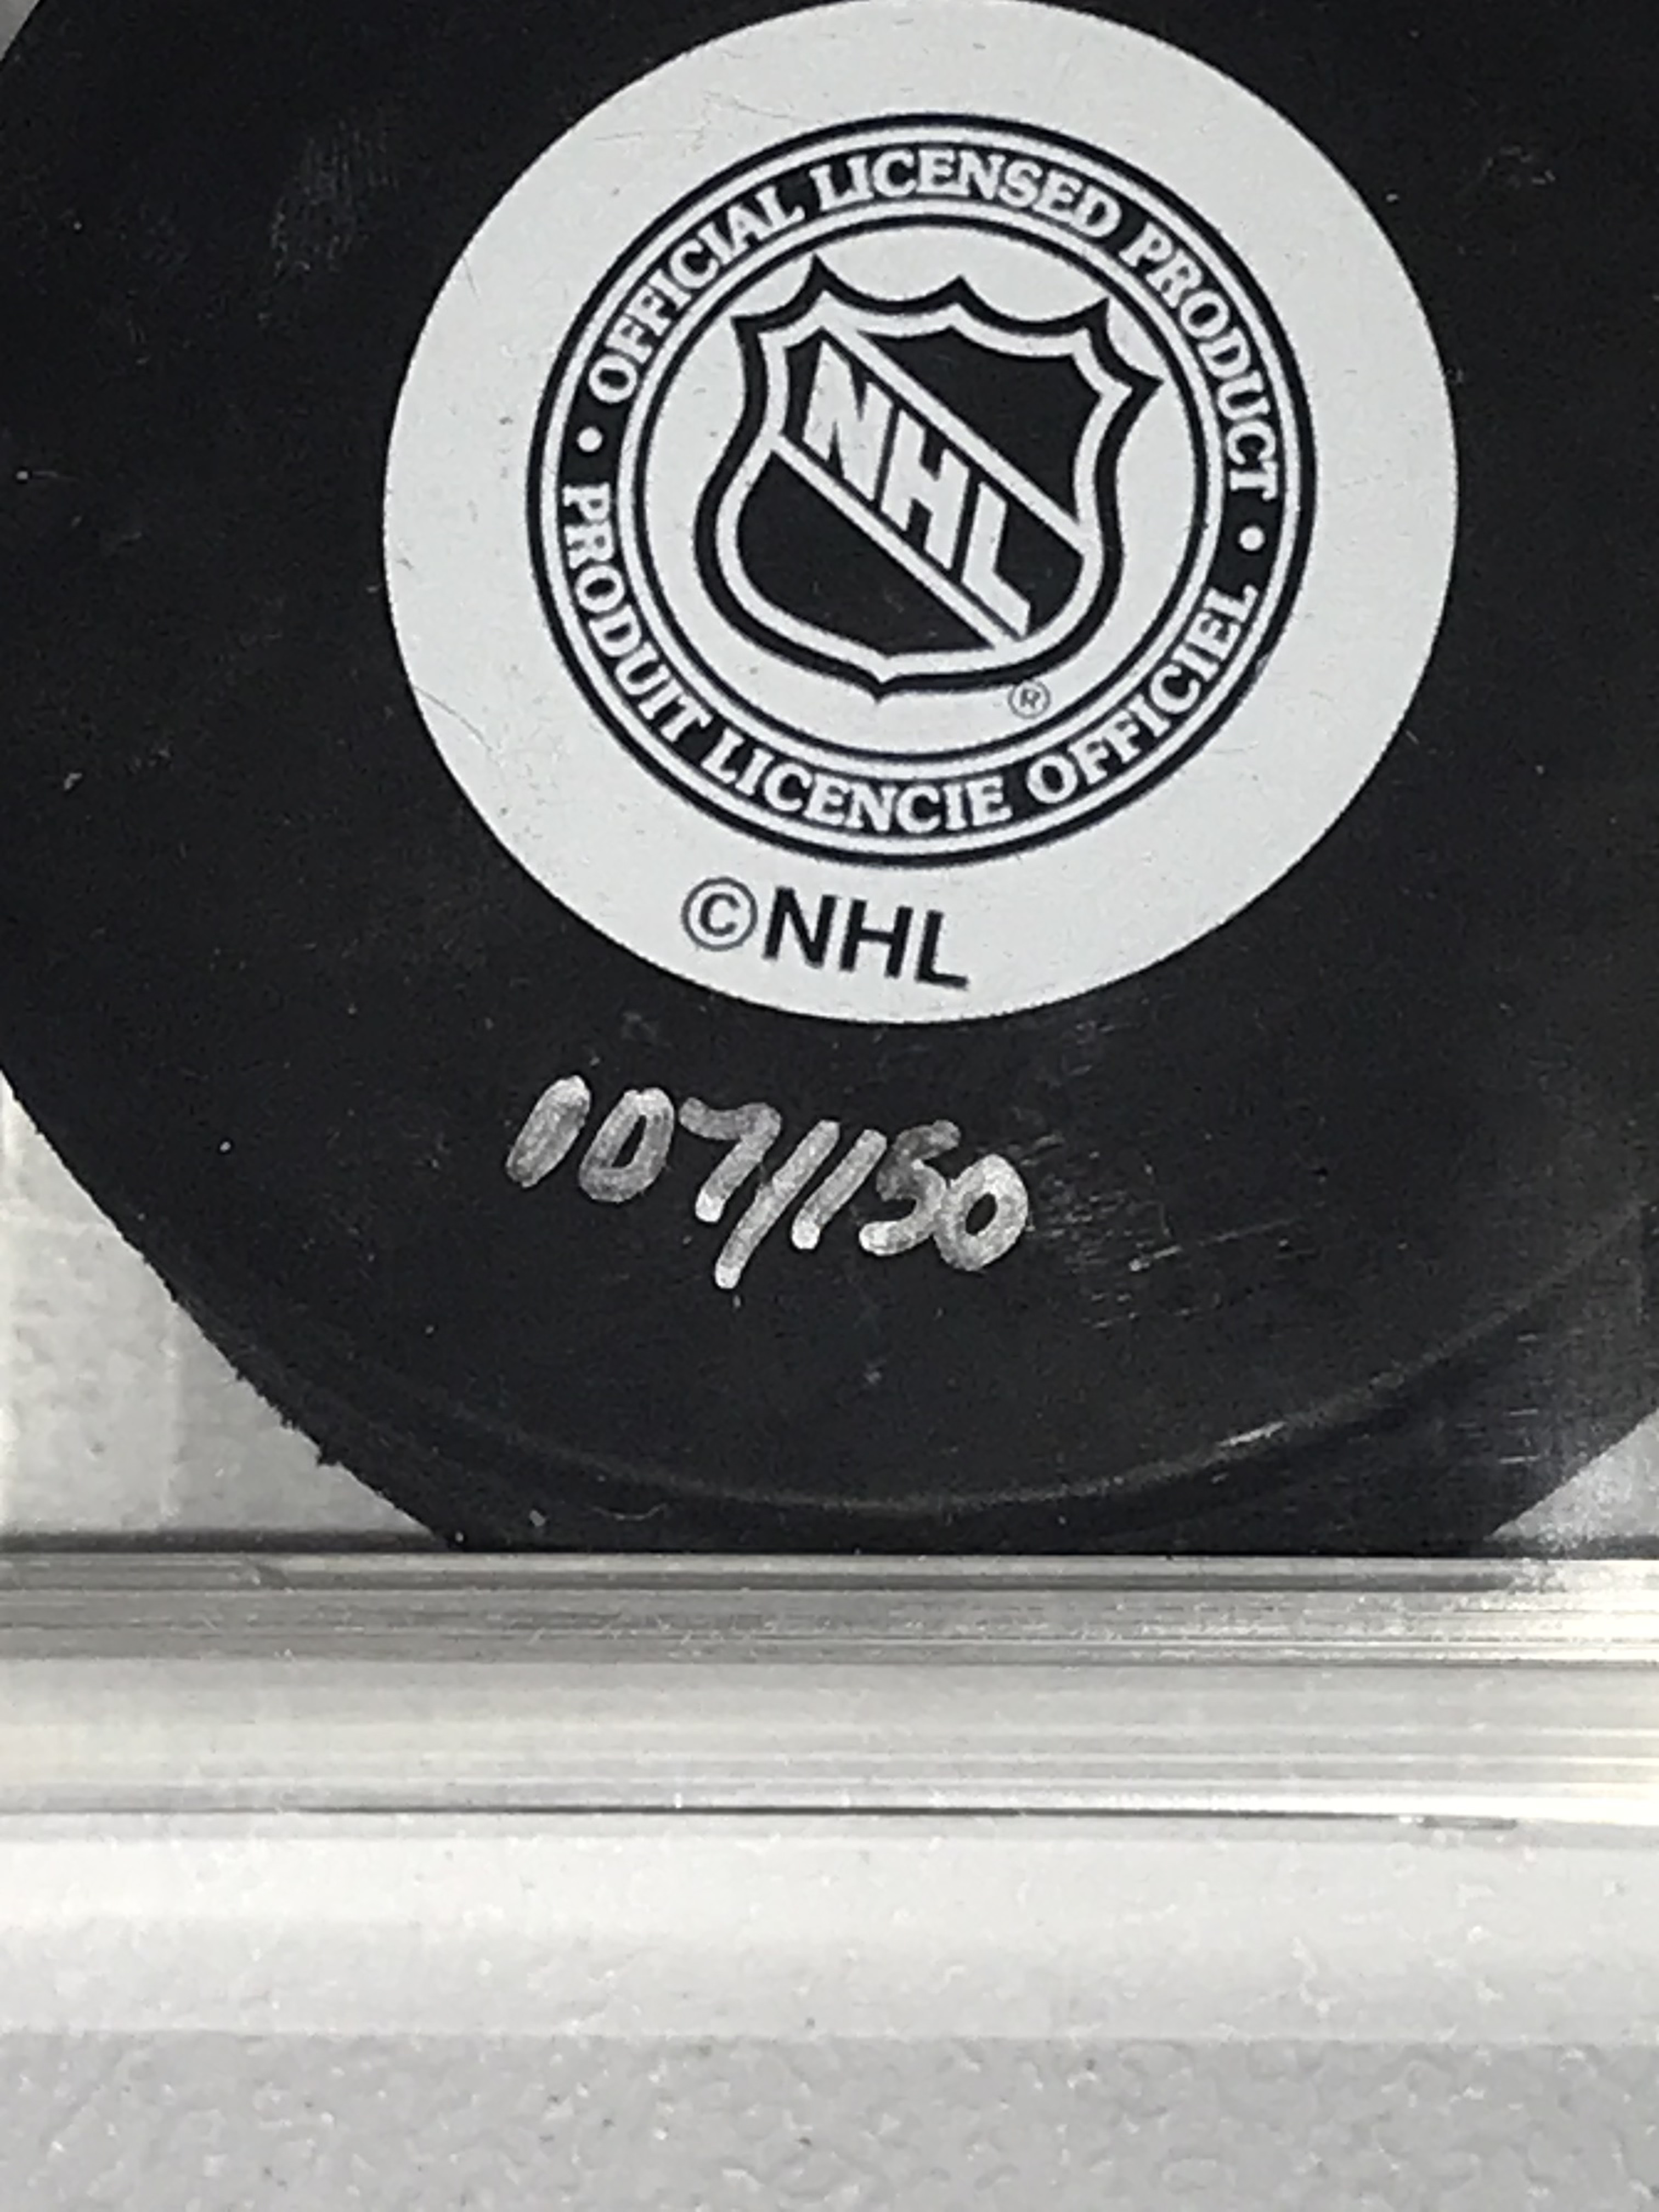 • OFFICIAL LICENSED PRODUCT •
NHL
®
PRODUIT LICENCIE OFFICIEL
©NHL
107/150